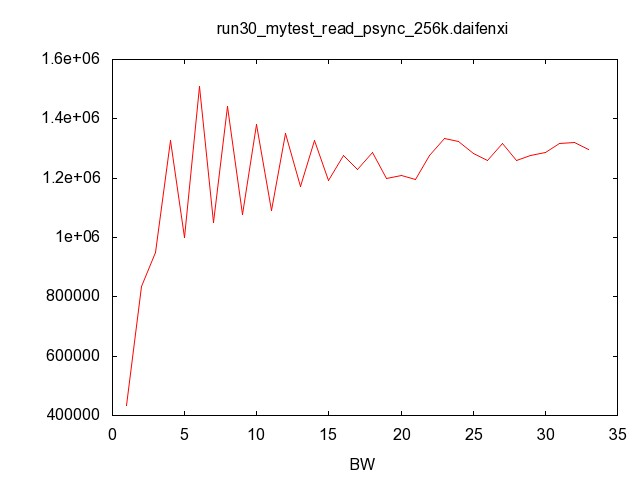 run30_mytest_read_psync_256k.daifenxi
1.6e+06
1.4e+06
1.2e+06
1e+06
800000
600000
400000
0 5 10 15 20 25 30 35
BW